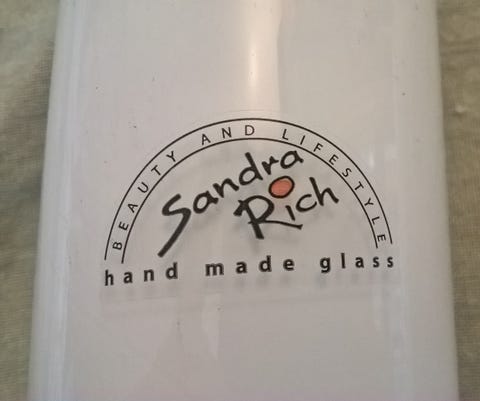 BEAUTY AND LIFESTYLE
Sandra
Rich
hand made glass